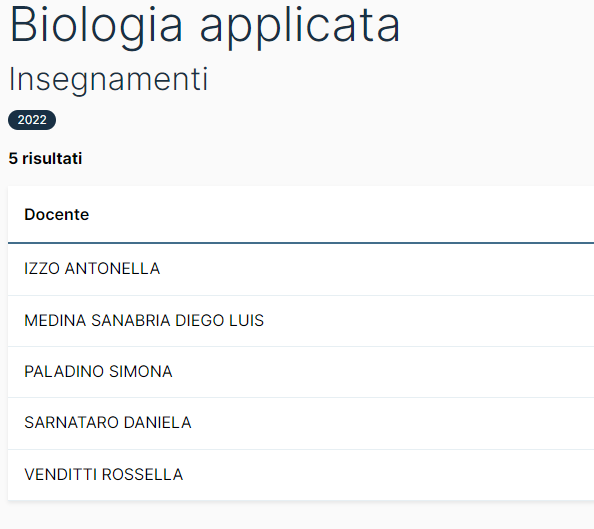 Biologia applicata
Insegnamenti
2022
5 risultati
Docente
IZZO ANTONELLA
MEDINA SANABRIA DIEGO LUIS
PALADINO SIMONA
SARNATARO DANIELA
VENDITTI ROSSELLA